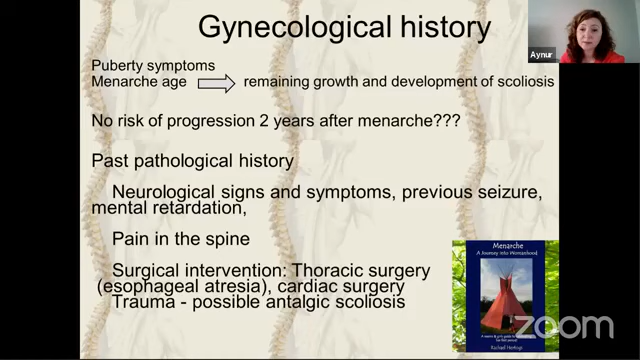 Gynecological history
Aynur
Puberty symptoms
Menarche age remaining growth and development of scoliosis
No risk of progression 2 years after menarche???
Past pathological history
Neurological signs and symptoms, previous seizure,
mental retardation,
Pain in the spine
Surgical intervention: Thoracic surgery
(esophageal atresia), cardiac surgery
Trauma - possible antalgic scoliosis
Menarche
A Journey into Womanhood
zoom